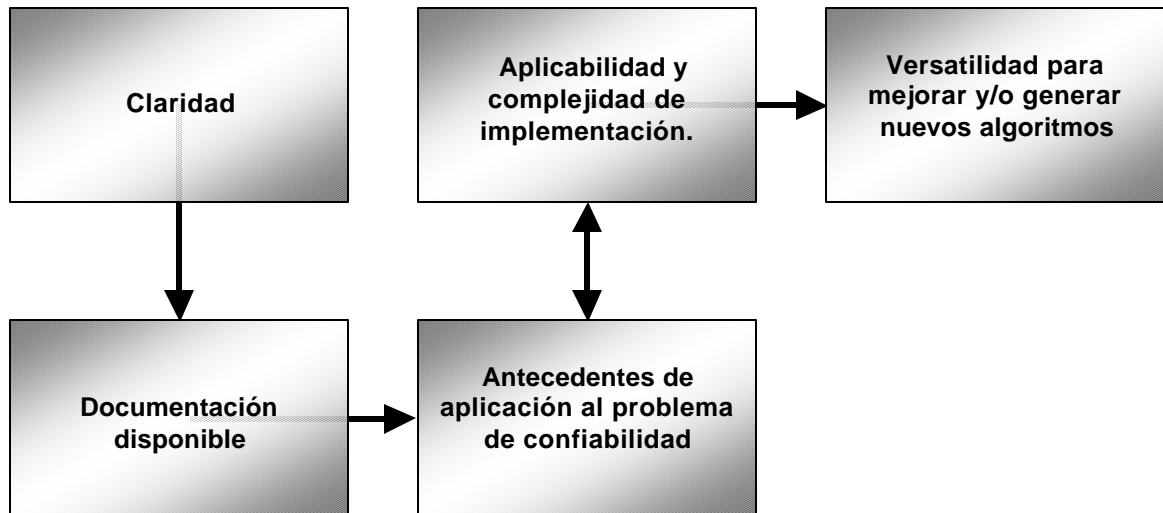 Claridad
Aplicabilidad y
complejidad de
implementación.
Versatilidad para
mejorar y/o generar
nuevos algoritmos
Documentación
disponible
Antecedentes de
aplicación al problema
de confiabilidad